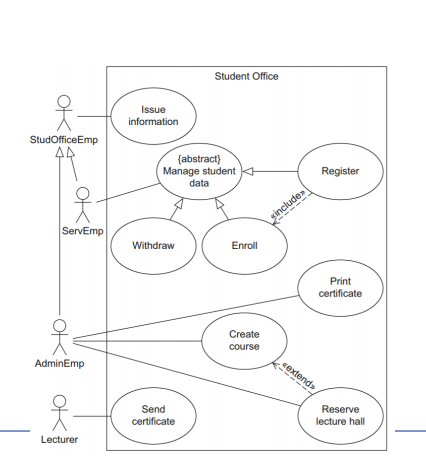 Student Office
Issue
information
StudOfficeEmp
{abstract}
Manage student
data
Register
«include»
ServEmp
Withdraw
Enroll
Print
certificate
Create
course
AdminEmp
«extend»
Send
certificate
Reserve
lecture hall
Lecturer